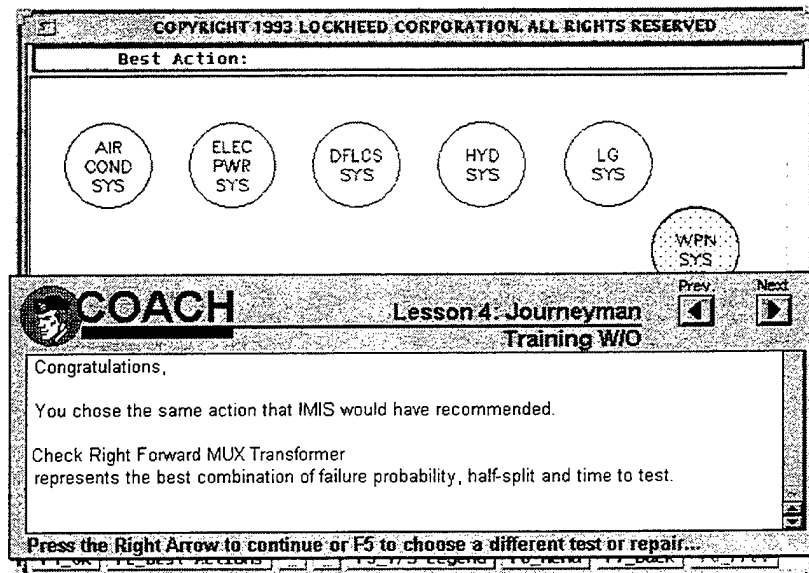 COPYRIGHT 1993 LOCKHEED CORPORATION. ALL RIGHTS RESERVED
Best Action:
AIR
COND
SYS
ELEC
PWR
SYS
DFLCS
SYS
HYD
SYS
LG
SYS
WPN
SYS
COACH
Lesson 4: Journeyman
Training W/O
Prev
Next
Congratulations,
You chose the same action that IMIS would have recommended.
Check Right Forward MUX Transformer
represents the best combination of failure probability, half-split and time to test.
Press the Right Arrow to continue or F5 to choose a different test or repair...